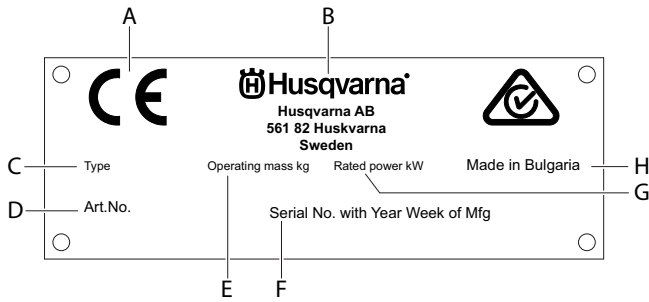 A B
CE Husqvarna
Husqvarna AB
561 82 Huskvarna
Sweden
C Type Operating mass kg Rated power kW Made in Bulgaria H
G
D Art.No. Serial No. with Year Week of Mfg
E F